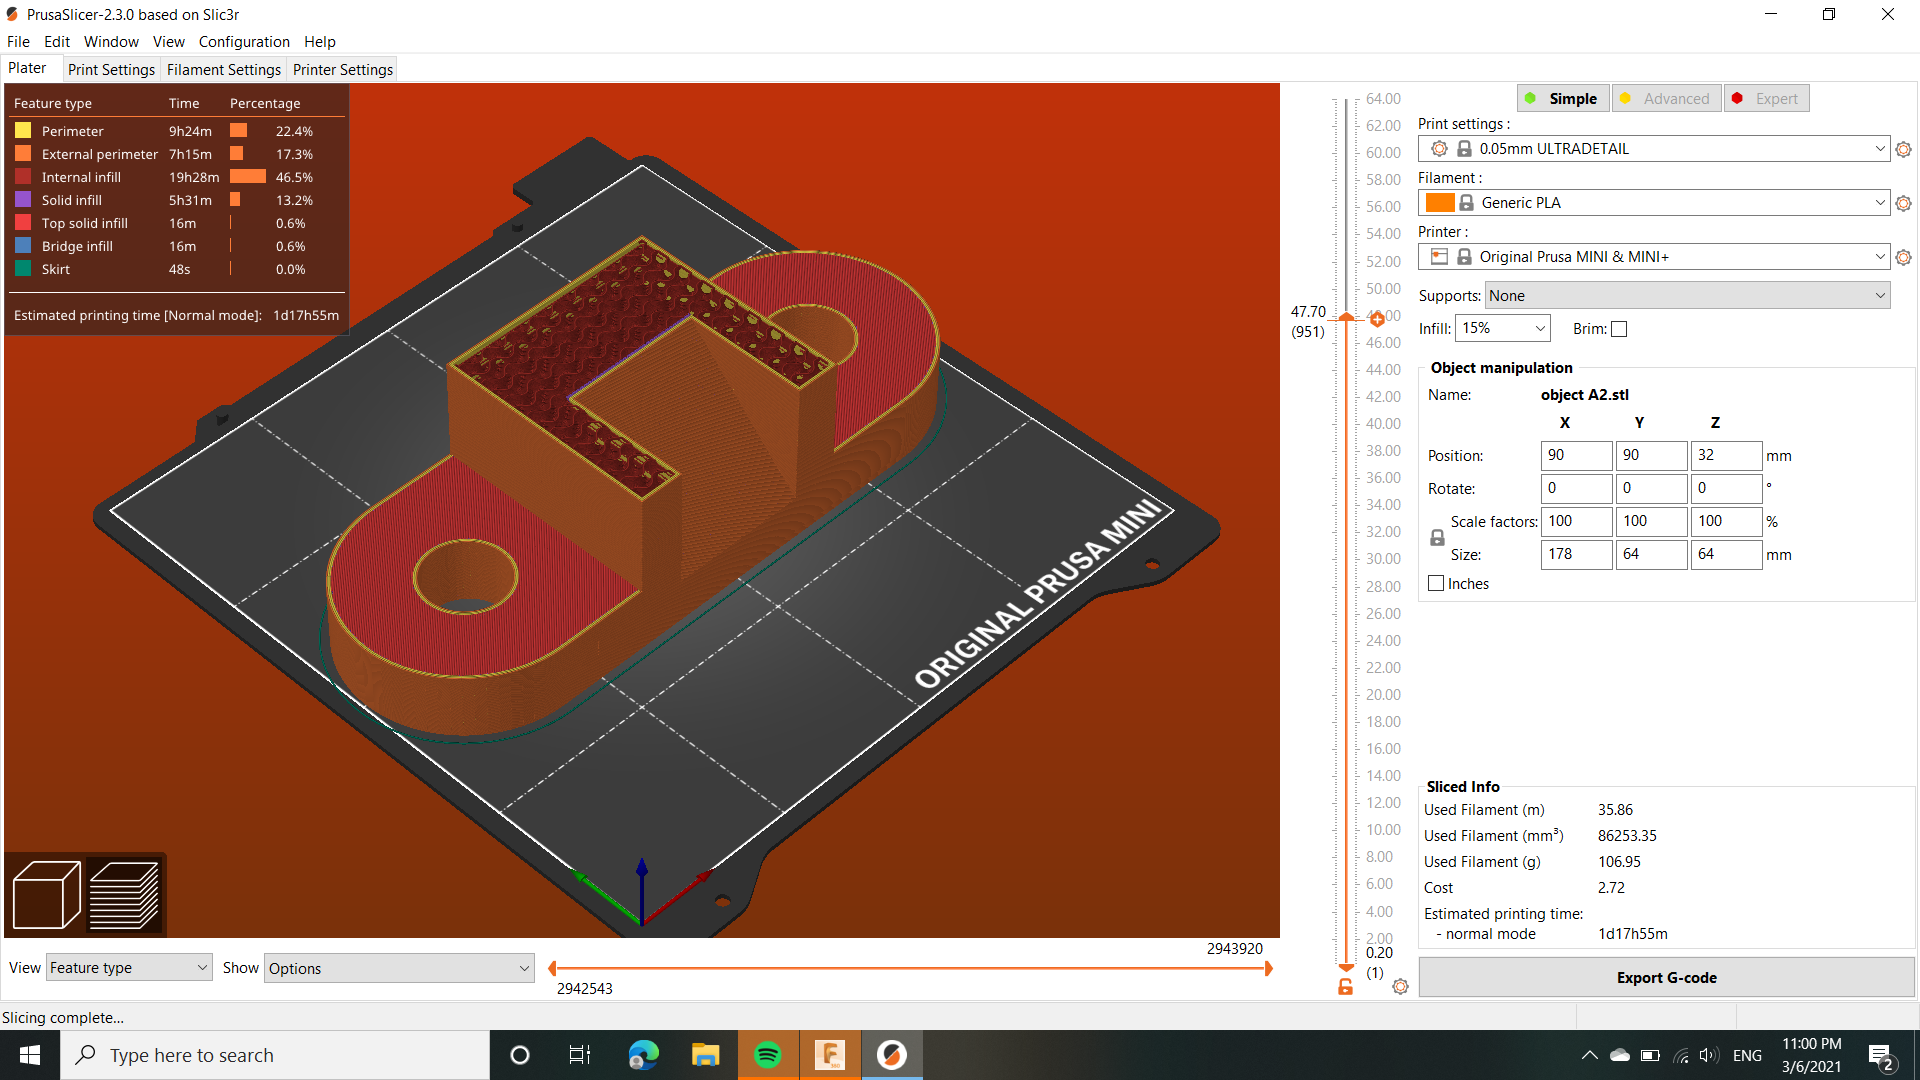 PrusaSlicer-2.3.0 based on Slic3r
File Edit Window View Configuration Help
Plater Print Settings Filament Settings Printer Settings
Feature type Time Percentage
Perimeter 9h24m 22.4%
External perimeter 7h15m 17.3%
Internal infill 19h28m 46.5%
Solid infill 5h31m 13.2%
Top solid infill 16m 0.6%
Bridge infill 16m 0.6%
Skirt 48s 0.0%
Estimated printing time [Normal mode]: 1d17h55m
ORIGINAL PRUSA MINI
47.70
(951)
64.00
62.00
60.00
58.00
56.00
54.00
52.00
50.00
48.00
46.00
44.00
42.00
40.00
38.00
36.00
34.00
32.00
30.00
28.00
26.00
24.00
22.00
20.00
18.00
16.00
14.00
12.00
10.00
8.00
6.00
4.00
2.00
0.20
(1)
Simple Advanced Expert
Print settings :
0.05mm ULTRADETAIL
Filament :
Generic PLA
Printer :
Original Prusa MINI & MINI+
Supports: None
Infill: 15% Brim:
Object manipulation
Name: object A2.stl
X Y Z
Position: 90 90 32 mm
Rotate: 0 0 0 °
Scale factors: 100 100 100 %
Size: 178 64 64 mm
Inches
Sliced Info
Used Filament (m) 35.86
Used Filament (mm³) 86253.35
Used Filament (g) 106.95
Cost 2.72
Estimated printing time:
- normal mode 1d17h55m
Export G-code
View Feature type Show Options
2943920
2942543
Slicing complete...
Type here to search
ENG
11:00 PM
3/6/2021
2